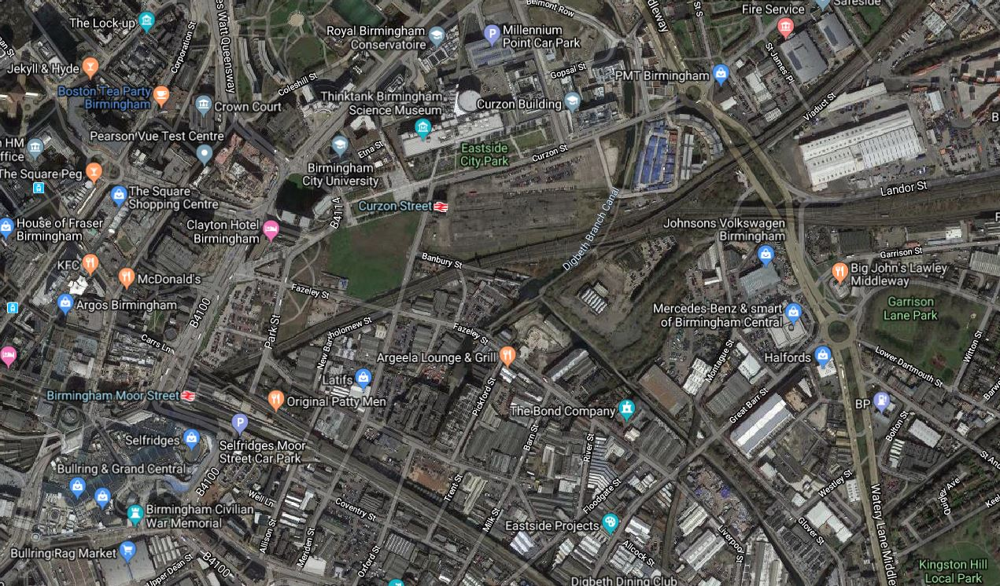 Belmont Row
Safeside
Fire Service
The Lock-up
Corporation St
Royal Birmingham
Conservatoire
Millennium
Point Car Park
Jekyll & Hyde
Gopsal St
PMT Birmingham
St James Pl
Coleshill St
Boston Tea Party
Birmingham
Crown Court
Thinktank Birmingham
Science Museum
Curzon Building
Viaduct St
Pearson Vue Test Centre
Etna St
Eastside
City Park
Curzon St
HM
ffice
The Square Peg
Birmingham
City University
Landor St
The Square
Shopping Centre
B4114
Curzon Street
Digbeth Branch Canal
House of Fraser
Birmingham
Clayton Hotel
Birmingham
Johnsons Volkswagen
Birmingham
Garrison St
KFC
McDonald's
Banbury St
Big John's Lawley
Middleway
Argos Birmingham
Fazeley St
B4100
Mercedes-Benz & smart
of Birmingham Central
Garrison
Lane Park
Park St
New Bartholomew St
Fazeley St
Carrs Ln
Argeela Lounge & Grill
Montague St
Halfords
Lower Dartmouth St
Witton St
Latifs
Birmingham Moor Street
Original Patty Men
Pickford St
The Bond Company
Great Barr St
BP
Bolton St
Selfridges
Selfridges Moor
Street Car Park
Barn St
River St
Bullring & Grand Central
B4100
Well Ln
Trent St
Floodgate St
Westley St
Birmingham Civilian
War Memorial
Coventry St
Milk St
Eastside Projects
Watery Lane Middle
Glover St
Allison St
Meriden St
Oxford St
Allcock St
Liverpool St
Bullring Rag Market
Upper Dean St
B4100
Digbeth Dining Club
Kingston Hill
Local Park